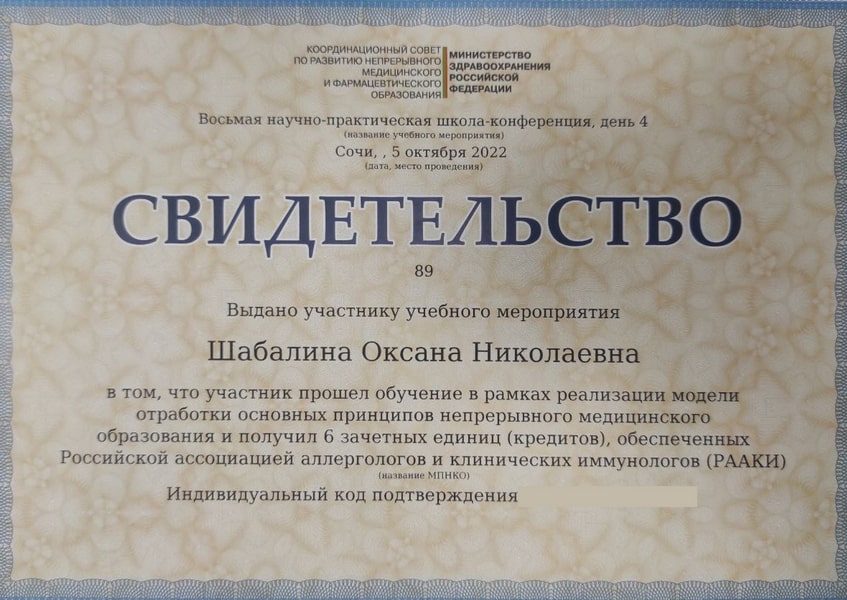 КООРДИНАЦИОННЫЙ СОВЕТ
ПО РАЗВИТИЮ НЕПРЕРЫВНОГО
МЕДИЦИНСКОГО
И ФАРМАЦЕВТИЧЕСКОГО
ОБРАЗОВАНИЯ
МИНИСТЕРСТВО
ЗДРАВООХРАНЕНИЯ
РОССИЙСКОЙ
ФЕДЕРАЦИИ
Восьмая научно-практическая школа-конференция, день 4
(название учебного мероприятия)
Сочи, , 5 октября 2022
(дата, место проведения)
СВИДЕТЕЛЬСТВО
89
Выдано участнику учебного мероприятия
Шабалина Оксана Николаевна
в том, что участник прошел обучение в рамках реализации модели
отработки основных принципов непрерывного медицинского
образования и получил 6 зачетных единиц (кредитов), обеспеченных
Российской ассоциацией аллергологов и клинических иммунологов (РААКИ)
(название МПНКО)
Индивидуальный код подтверждения